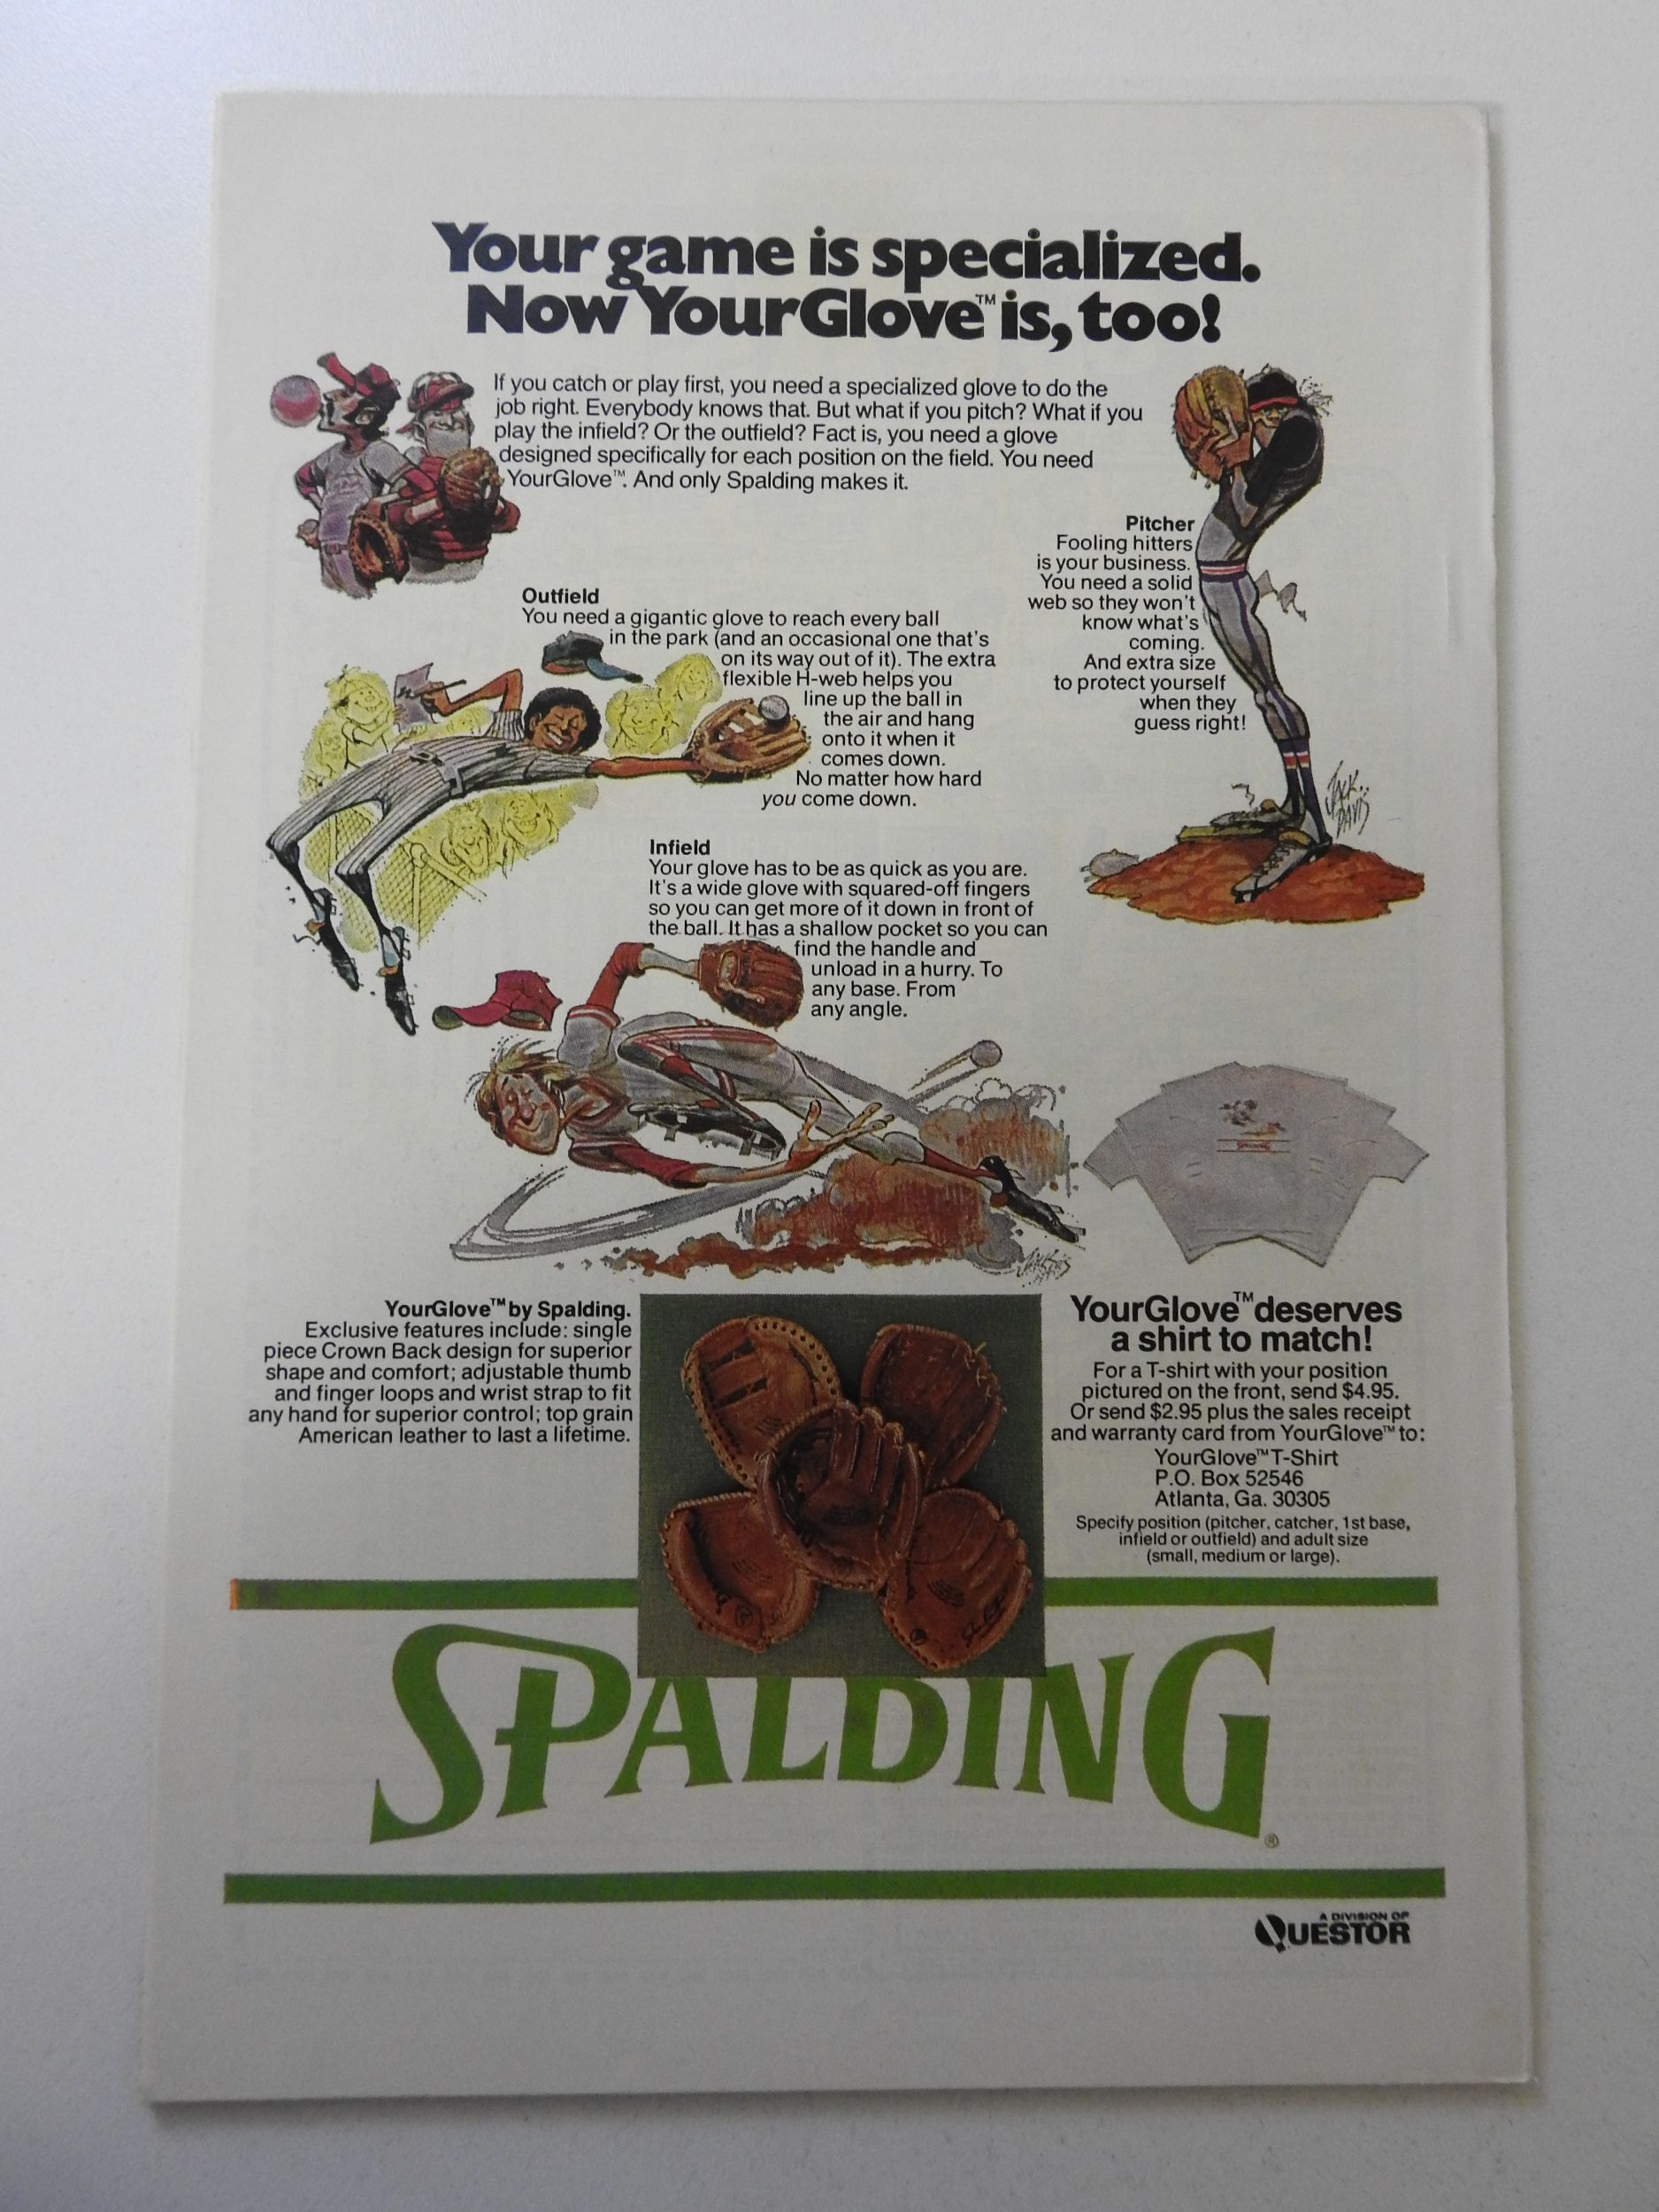 Your game is specialized.
Now YourGlove™ is, too!
If you catch or play first, you need a specialized glove to do the
job right. Everybody knows that. But what if you pitch? What if you
play the infield? Or the outfield? Fact is, you need a glove
designed specifically for each position on the field. You need
YourGlove™. And only Spalding makes it.
Pitcher
Fooling hitters
is your business.
You need a solid
web so they won't
know what's
coming.
And extra size
to protect yourself
when they
guess right!
JACK
DAVIS
Outfield
You need a gigantic glove to reach every ball
in the park (and an occasional one that's
on its way out of it). The extra
flexible H-web helps you
line up the ball in
the air and hang
onto it when it
comes down.
No matter how hard
you come down.
Infield
Your glove has to be as quick as you are.
It's a wide glove with squared-off fingers
so you can get more of it down in front of
the ball. It has a shallow pocket so you can
find the handle and
unload in a hurry. To
any base. From
any angle.
JACK
DAVIS
SPALDING
YourGlove™ by Spalding.
Exclusive features include: single
piece Crown Back design for superior
shape and comfort; adjustable thumb
and finger loops and wrist strap to fit
any hand for superior control; top grain
American leather to last a lifetime.
YourGlove™ deserves
a shirt to match!
For a T-shirt with your position
pictured on the front, send $4.95.
Or send $2.95 plus the sales receipt
and warranty card from YourGlove™ to:
YourGlove™ T-Shirt
P.O. Box 52546
Atlanta, Ga. 30305
Specify position (pitcher, catcher, 1st base,
infield or outfield) and adult size
(small, medium or large).
SPALDING®
A DIVISION OF
QUESTOR